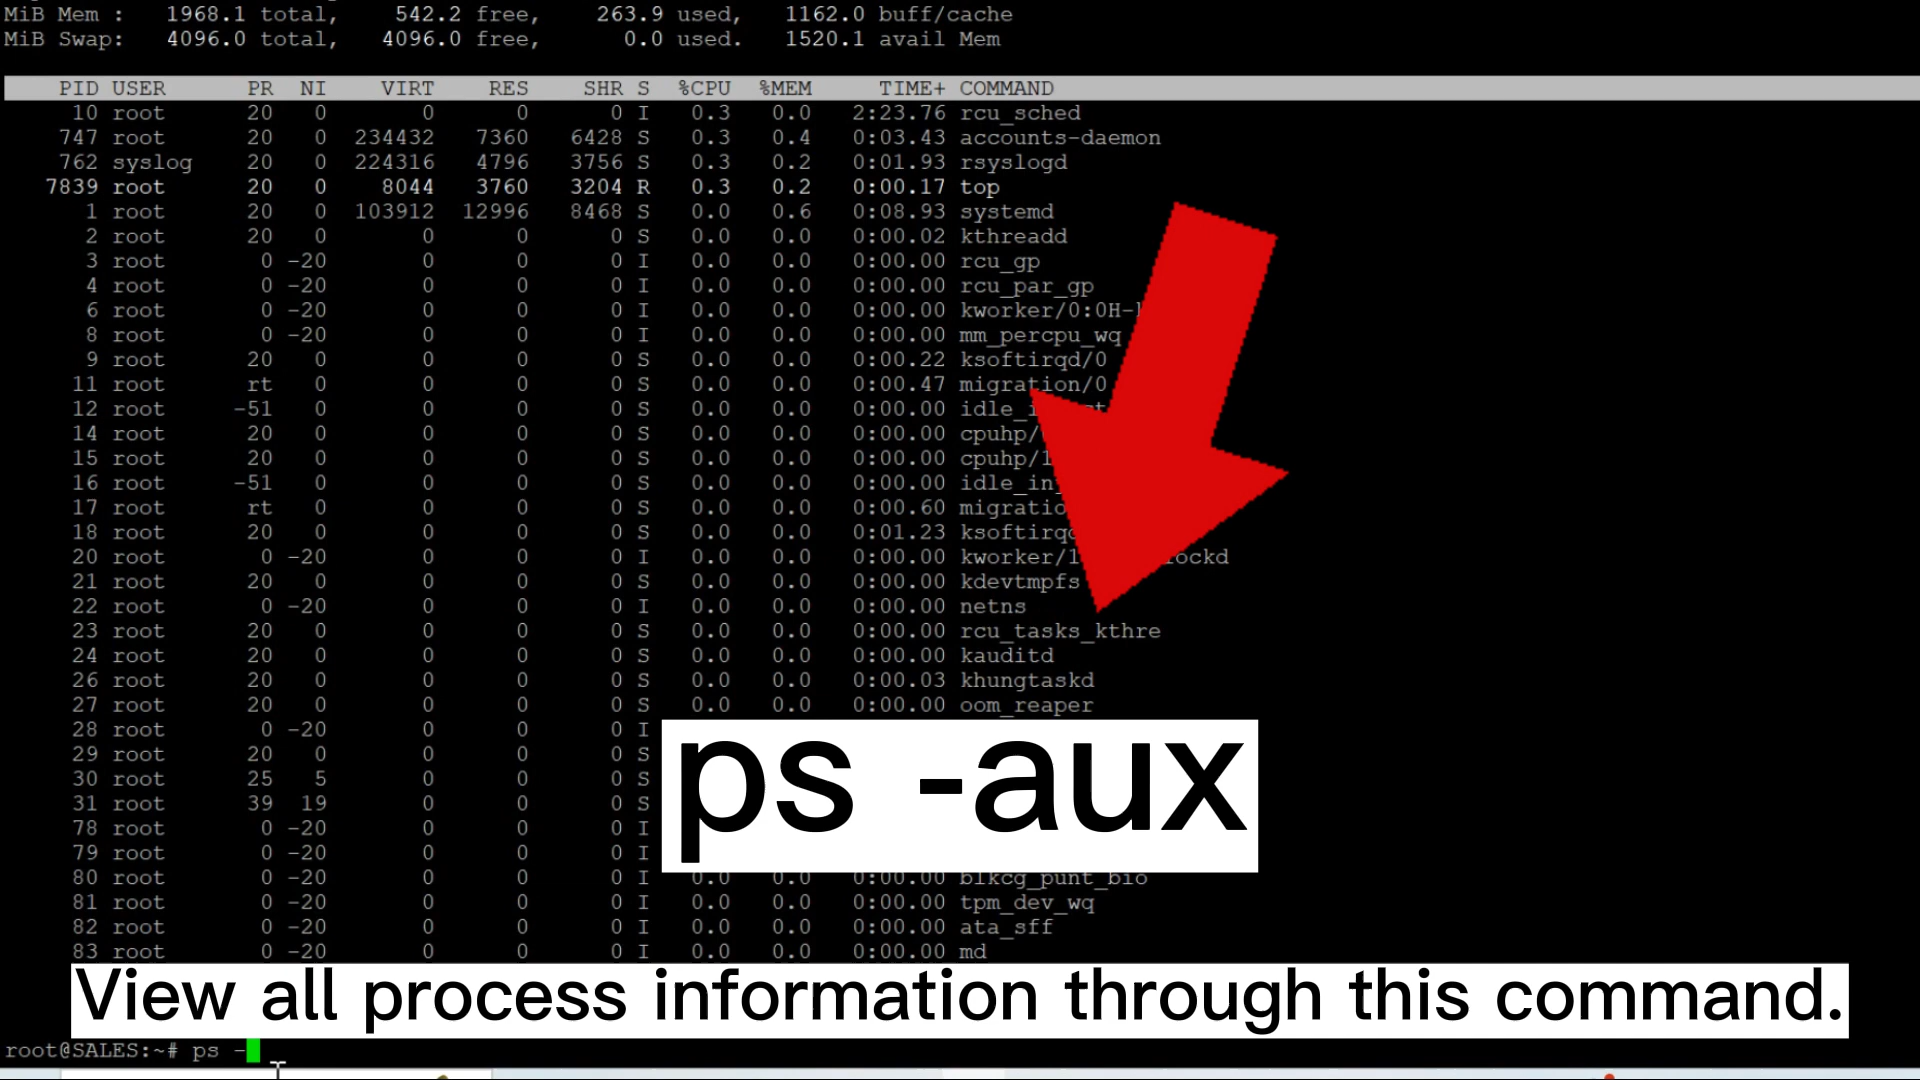 MiB Mem : 1968.1 total, 542.2 free, 263.9 used, 1162.0 buff/cache
MiB Swap: 4096.0 total, 4096.0 free, 0.0 used. 1520.1 avail Mem
PID USER PR NI VIRT RES SHR S %CPU %MEM TIME+ COMMAND
10 root 20 0 0 0 0 I 0.3 0.0 2:23.76 rcu_sched
747 root 20 0 234432 7360 6428 S 0.3 0.4 0:03.43 accounts-daemon
762 syslog 20 0 224316 4796 3756 S 0.3 0.2 0:01.93 rsyslogd
7839 root 20 0 8044 3760 3204 R 0.3 0.2 0:00.17 top
1 root 20 0 103912 12996 8468 S 0.0 0.6 0:08.93 systemd
2 root 20 0 0 0 0 S 0.0 0.0 0:00.02 kthreadd
3 root 0 -20 0 0 0 I 0.0 0.0 0:00.00 rcu_gp
4 root 0 -20 0 0 0 I 0.0 0.0 0:00.00 rcu_par_gp
6 root 0 -20 0 0 0 I 0.0 0.0 0:00.00 kworker/0:0H-
8 root 0 -20 0 0 0 I 0.0 0.0 0:00.00 mm_percpu_wq
9 root 20 0 0 0 0 S 0.0 0.0 0:00.22 ksoftirqd/0
11 root rt 0 0 0 0 S 0.0 0.0 0:00.47 migration/0
12 root -51 0 0 0 0 S 0.0 0.0 0:00.00
14 root 20 0 0 0 0 S 0.0 0.0 0:00.00 cpuhp/
15 root 20 0 0 0 0 S 0.0 0.0 0:00.00 cpuhp/1
16 root -51 0 0 0 0 S 0.0 0.0 0:00.00 idle_in
17 root rt 0 0 0 0 S 0.0 0.0 0:00.60 migratio
18 root 20 0 0 0 0 S 0.0 0.0 0:01.23 ksoftirq
20 root 0 -20 0 0 0 I 0.0 0.0 0:00.00 kworker/1
21 root 20 0 0 0 0 S 0.0 0.0 0:00.00 kdevtmpfs
22 root 0 -20 0 0 0 I 0.0 0.0 0:00.00 netns
23 root 20 0 0 0 0 S 0.0 0.0 0:00.00 rcu_tasks_kthre
24 root 20 0 0 0 0 S 0.0 0.0 0:00.00 kauditd
26 root 20 0 0 0 0 S 0.0 0.0 0:00.03 khungtaskd
27 root 20 0 0 0 0 S 0.0 0.0 0:00.00 oom_reaper
28 root 0 -20 0 0 0 I
29 root 20 0 0 0 0 S
30 root 25 5 0 0 0 S
31 root 39 19 0 0 0 S
78 root 0 -20 0 0 0 I
79 root 0 -20 0 0 0 I
ps -aux
80 root 0 -20 0 0 0 I 0.0 0.0 0:00.00 blkcg_punt_bio
81 root 0 -20 0 0 0 I 0.0 0.0 0:00.00 tpm_dev_wq
82 root 0 -20 0 0 0 I 0.0 0.0 0:00.00 ata_sff
83 root 0 -20 0 0 0 I 0.0 0.0 0:00.00 md
View all process information through this command.
root@SALES:~# ps -